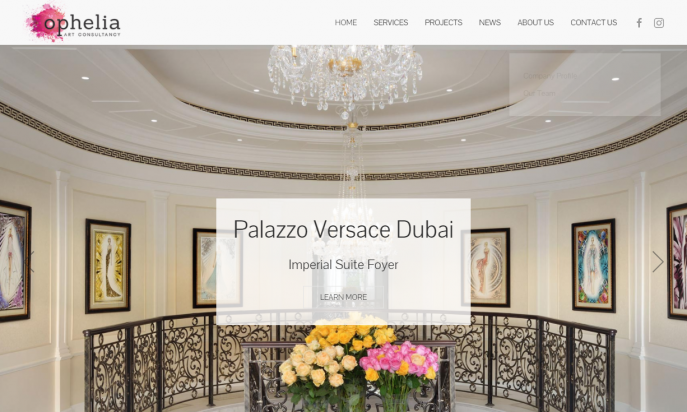 ophelia
ART CONSULTANCY
HOME SERVICES PROJECTS NEWS ABOUT US CONTACT US
Palazzo Versace Dubai
Imperial Suite Foyer
LEARN MORE